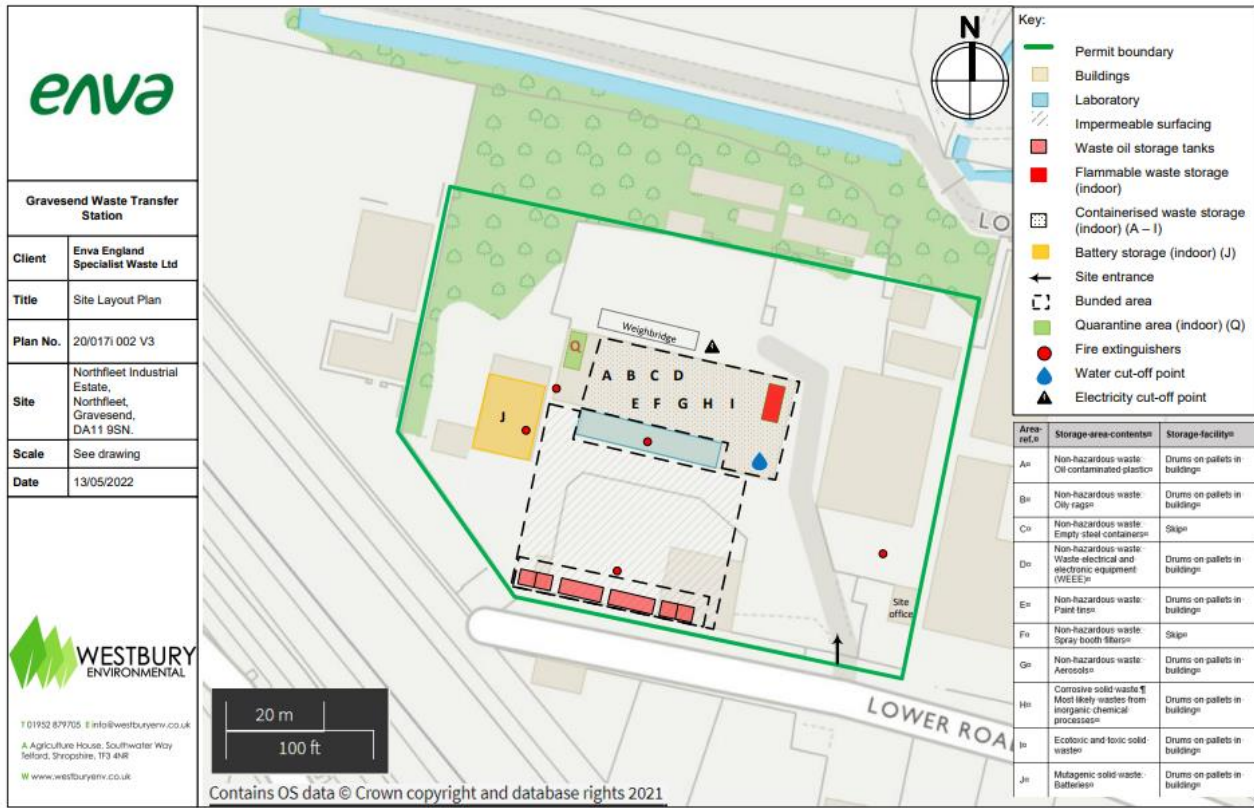 enva
Gravesend Waste Transfer
Station
Client
Enva England
Specialist Waste Ltd
Title
Site Layout Plan
Plan No.
20/017i 002 V3
Site
Northfleet Industrial
Estate,
Northfleet,
Gravesend,
DA11 9SN.
Scale
See drawing
Date
13/05/2022
WESTBURY
ENVIRONMENTAL
T 01952 879705 E info@westburyenv.co.uk
A Agriculture House, Southwater Way
Telford, Shropshire, TF3 4NR
W www.westburyenv.co.uk
N
LO
Weighbridge
Q
A B C D
E F G H I
J
Site
office
LOWER ROA
20 m
100 ft
Contains OS data © Crown copyright and database rights 2021
Key:
Permit boundary
Buildings
Laboratory
Impermeable surfacing
Waste oil storage tanks
Flammable waste storage
(indoor)
Containerised waste storage
(indoor) (A – I)
Battery storage (indoor) (J)
Site entrance
Bunded area
Quarantine area (indoor) (Q)
Fire extinguishers
Water cut-off point
Electricity cut-off point
Area·
ref.¤
Storage·area·contents¤
Storage·facility¤
A¤
Non-hazardous·waste:·
Oil·contaminated·plastic¤
Drums·on·pallets·in·
building¤
B¤
Non-hazardous·waste:·
Oily·rags¤
Drums·on·pallets·in·
building¤
C¤
Non-hazardous·waste:·
Empty·steel·containers¤
Skip¤
D¤
Non-hazardous·waste:·
Waste·electrical·and·
electronic·equipment·
(WEEE)¤
Drums·on·pallets·in·
building¤
E¤
Non-hazardous·waste:·
Paint·tins¤
Drums·on·pallets·in·
building¤
F¤
Non-hazardous·waste:·
Spray·booth·filters¤
Skip¤
G¤
Non-hazardous·waste:·
Aerosols¤
Drums·on·pallets·in·
building¤
H¤
Corrosive·solid·waste.¶
Most·likely·wastes·from·
inorganic·chemical·
processes¤
Drums·on·pallets·in·
building¤
I¤
Ecotoxic·and·toxic·solid·
waste¤
Drums·on·pallets·in·
building¤
J¤
Mutagenic·solid·waste:·
Batteries¤
Drums·on·pallets·in·
building¤